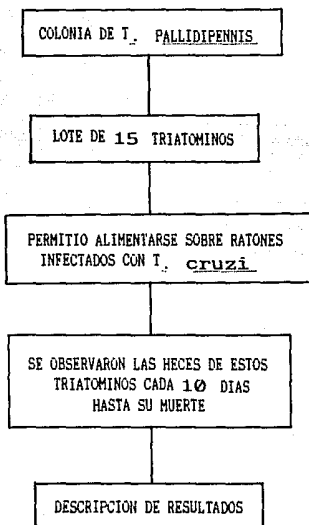 COLONIA DE T. PALLIDIPENNIS
LOTE DE 15 TRIATOMINOS
PERMITIO ALIMENTARSE SOBRE RATONES
INFECTADOS CON T. cruzi
SE OBSERVARON LAS HECES DE ESTOS
TRIATOMINOS CADA 10 DIAS
HASTA SU MUERTE
DESCRIPCION DE RESULTADOS